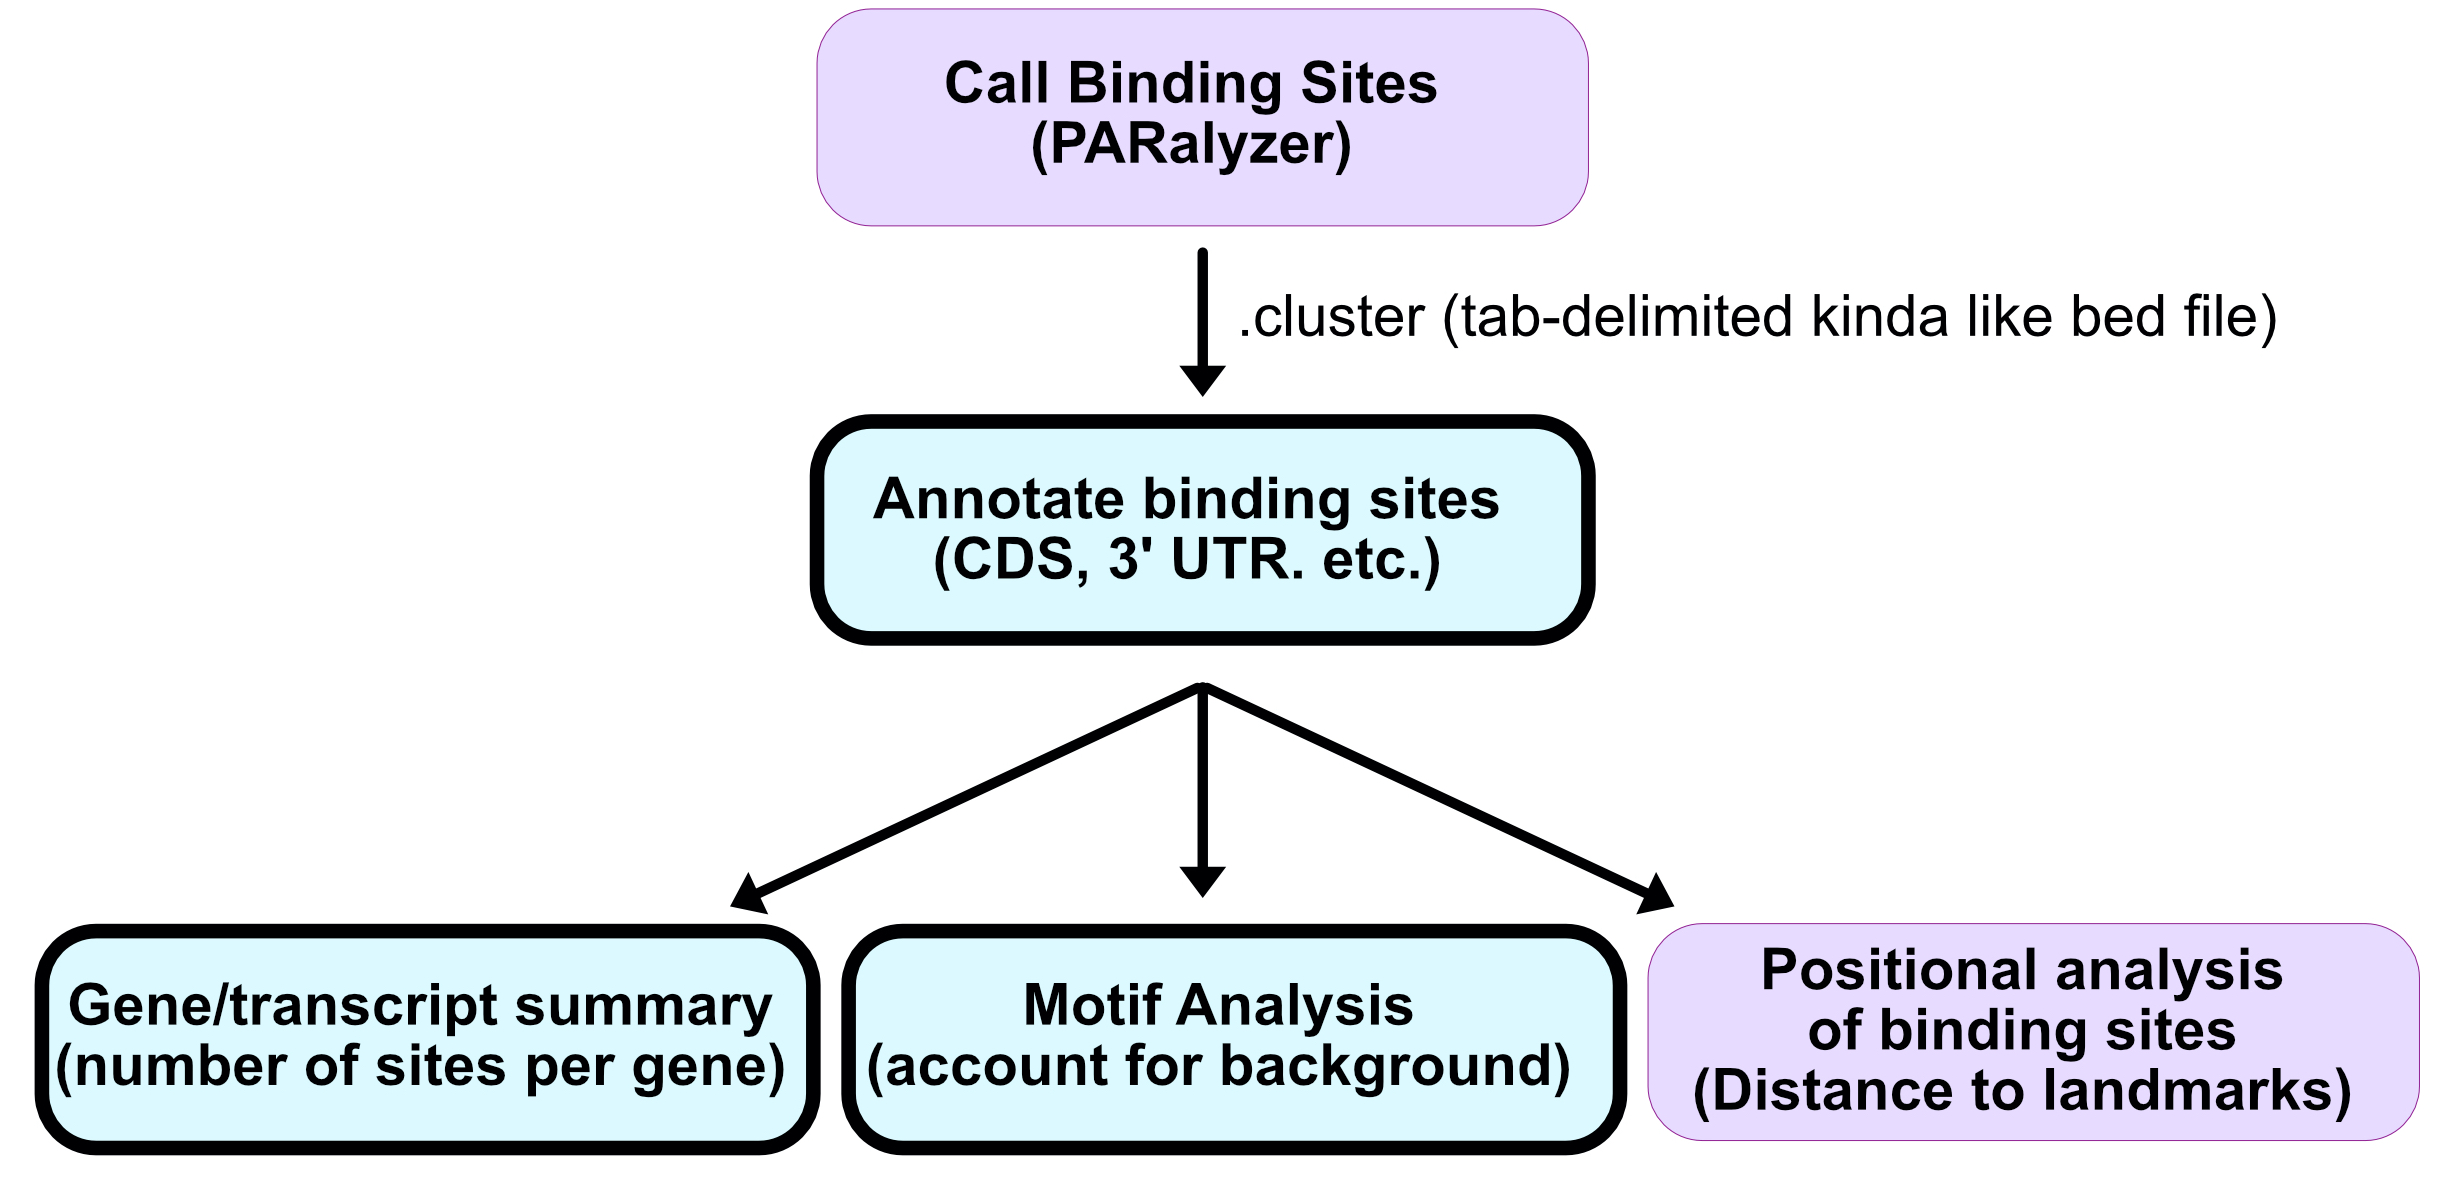 Call Binding Sites
(PARalyzer)
.cluster (tab-delimited kinda like bed file)
Annotate binding sites
(CDS, 3' UTR. etc.)
Gene/transcript summary
(number of sites per gene)
Motif Analysis
(account for background)
Positional analysis
of binding sites
(Distance to landmarks)